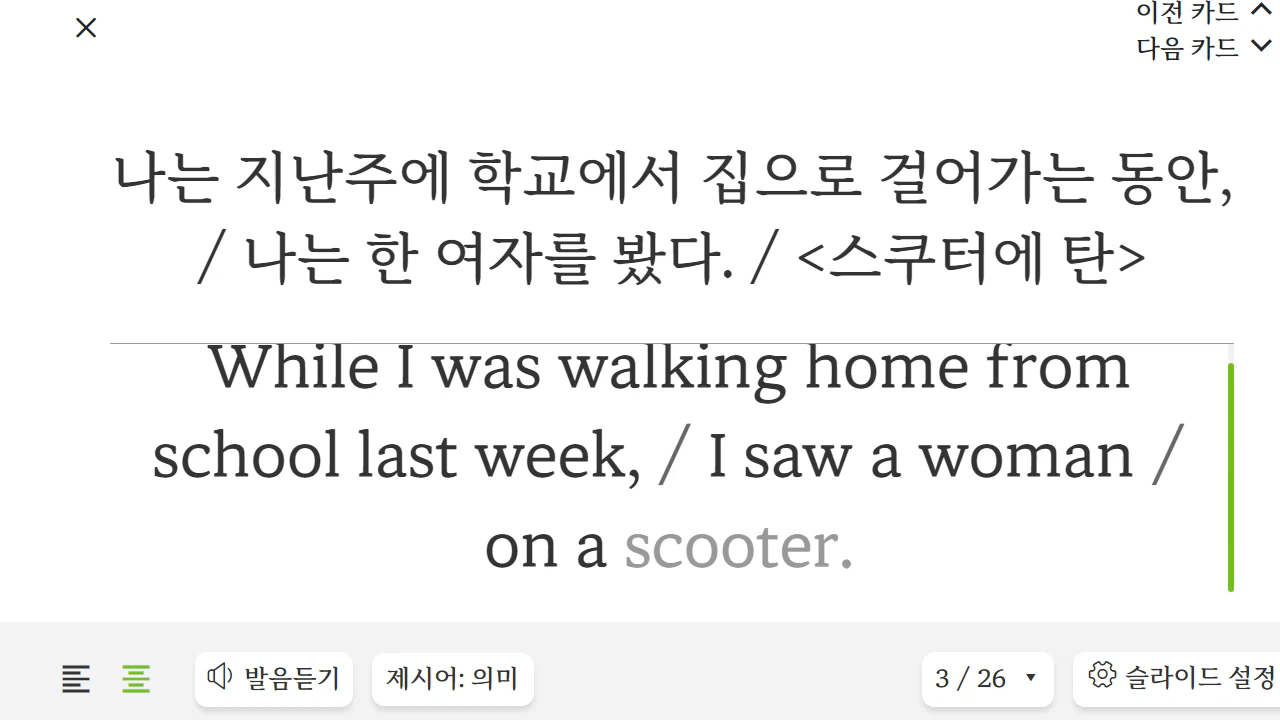 이전 카드
다음 카드
나는 지난주에 학교에서 집으로 걸어가는 동안,
/ 나는 한 여자를 봤다. / <스쿠터에 탄>
While I was walking home from
school last week, / I saw a woman /
on a scooter.
발음듣기
제시어: 의미
3 / 26
슬라이드 설정